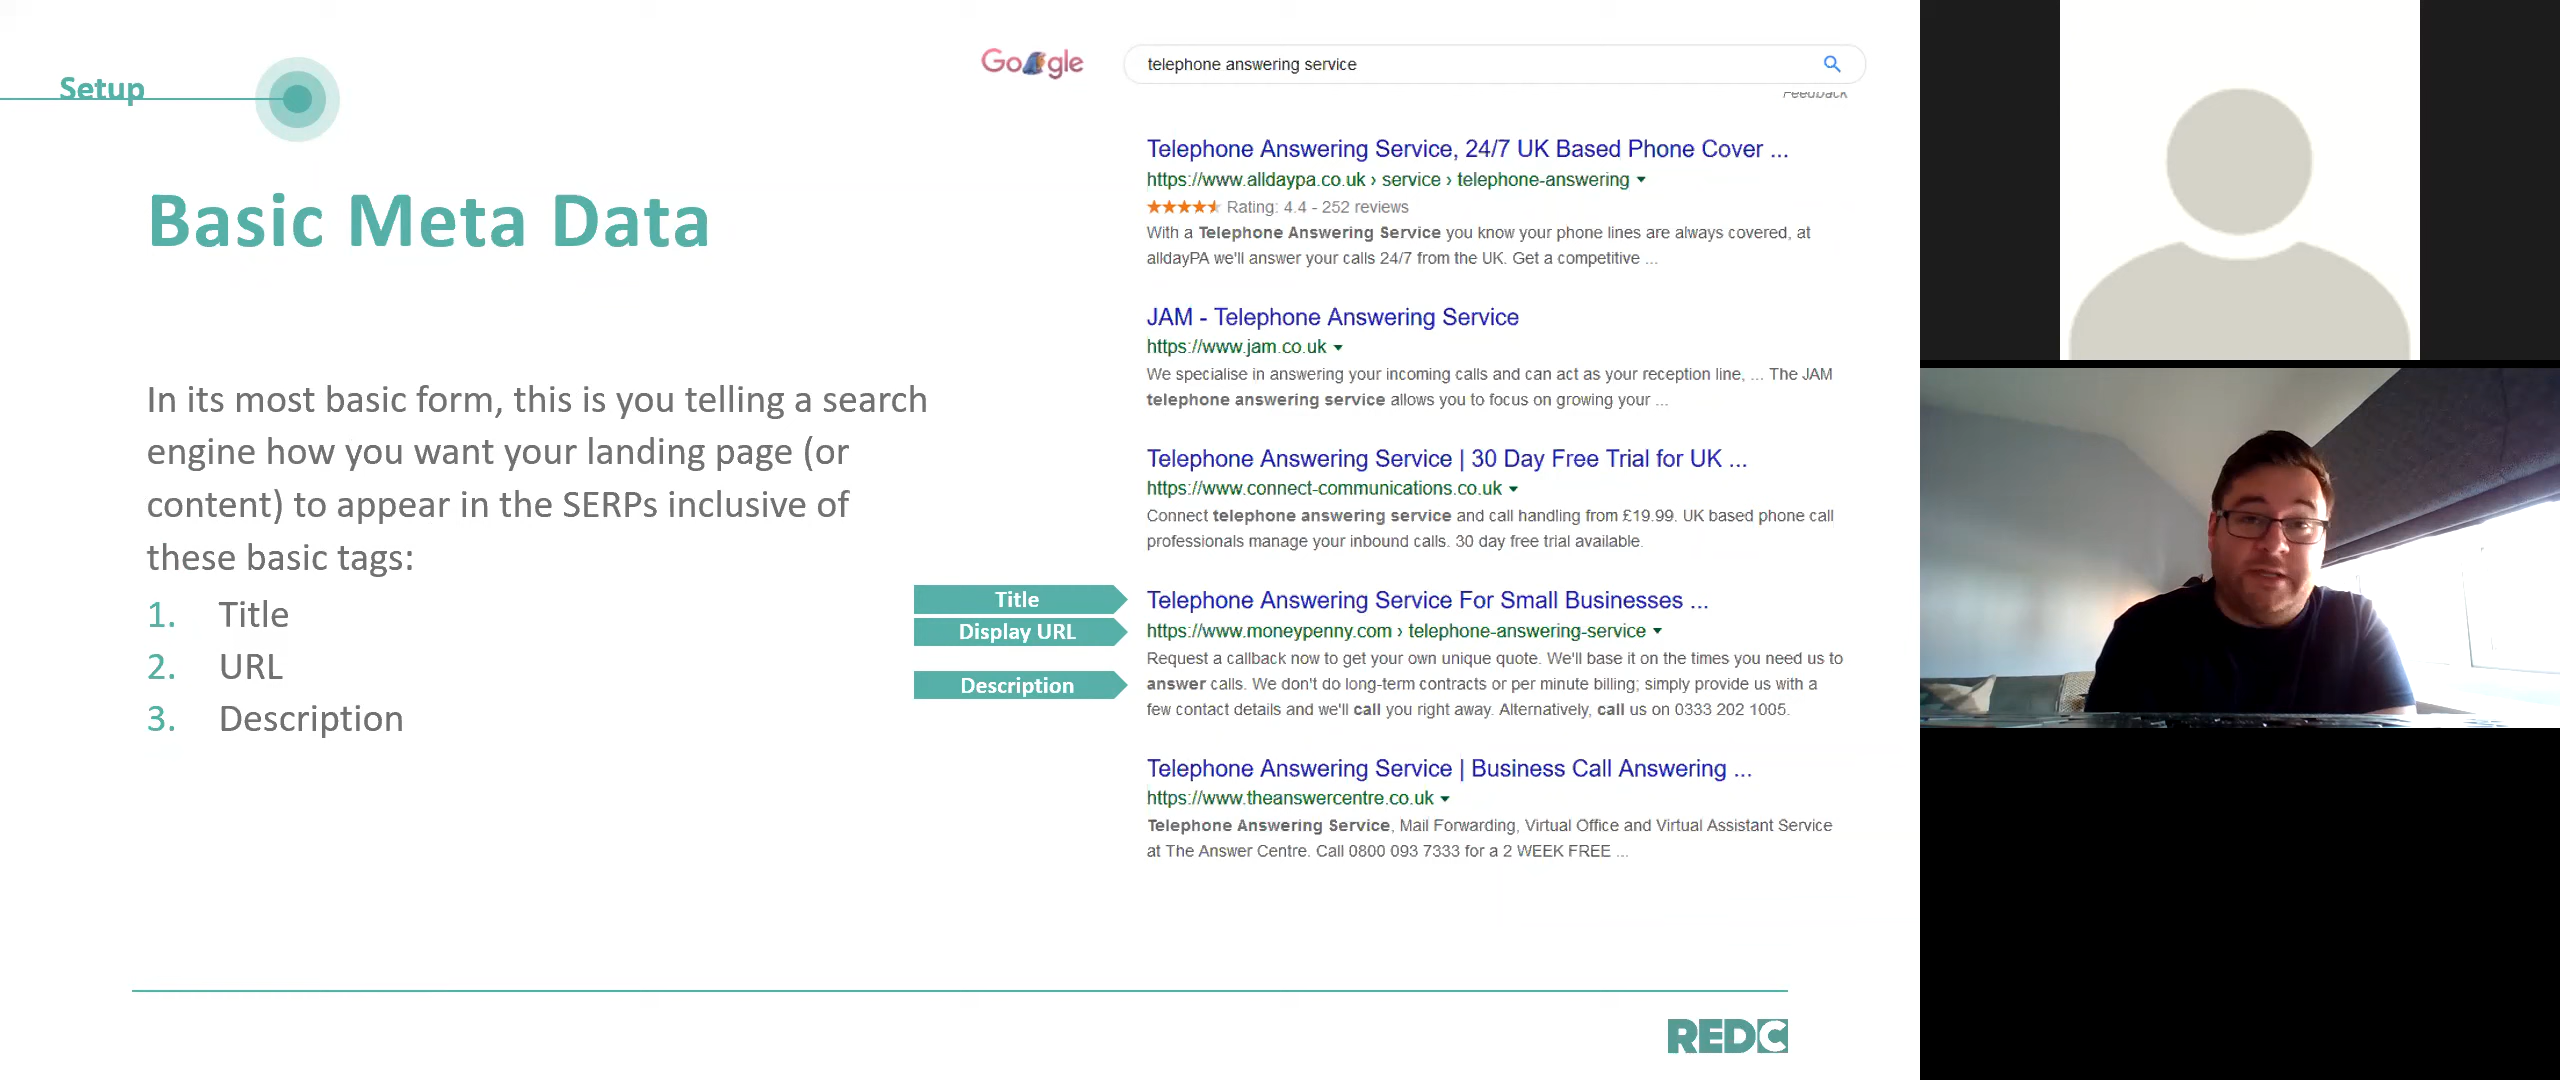 Setup
Basic Meta Data
In its most basic form, this is you telling a search
engine how you want your landing page (or
content) to appear in the SERPs inclusive of
these basic tags:
1. Title
2. URL
3. Description
Google
telephone answering service
Feedback
Telephone Answering Service, 24/7 UK Based Phone Cover ...
https://www.alldaypa.co.uk › service › telephone-answering
Rating: 4.4 - 252 reviews
With a Telephone Answering Service you know your phone lines are always covered, at
alldayPA we'll answer your calls 24/7 from the UK. Get a competitive ...
JAM - Telephone Answering Service
https://www.jam.co.uk
We specialise in answering your incoming calls and can act as your reception line, ... The JAM
telephone answering service allows you to focus on growing your ...
Telephone Answering Service | 30 Day Free Trial for UK ...
https://www.connect-communications.co.uk
Connect telephone answering service and call handling from £19.99. UK based phone call
professionals manage your inbound calls. 30 day free trial available.
Title
Telephone Answering Service For Small Businesses ...
Display URL
https://www.moneypenny.com › telephone-answering-service
Request a callback now to get your own unique quote. We'll base it on the times you need us to
Description
answer calls. We don't do long-term contracts or per minute billing; simply provide us with a
few contact details and we'll call you right away. Alternatively, call us on 0333 202 1005.
Telephone Answering Service | Business Call Answering ...
https://www.theanswercentre.co.uk
Telephone Answering Service, Mail Forwarding, Virtual Office and Virtual Assistant Service
at The Answer Centre. Call 0800 093 7333 for a 2 WEEK FREE ...
REDC